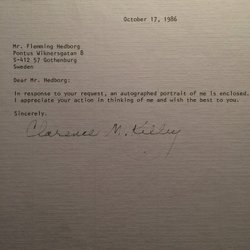 October 17, 1986
Mr. Flemming Hedborg
Pontus Wiknersgatan 8
S-412 57 Gothenburg
Sweden
Dear Mr. Hedborg:
In response to your request, an autographed portrait of me is enclosed.
I appreciate your action in thinking of me and wish the best to you.
Sincerely,
Clarence M. Kelley